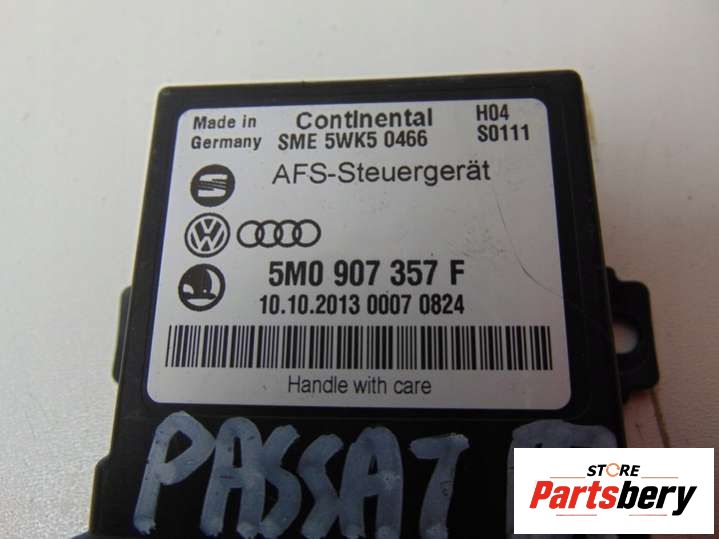 Made in
Germany
Continental
SME 5WK5 0466
H04
S0111
AFS-Steuergerät
5M0 907 357 F
10.10.2013 0007 0824
Handle with care
PASSAT
STORE
Partsbery